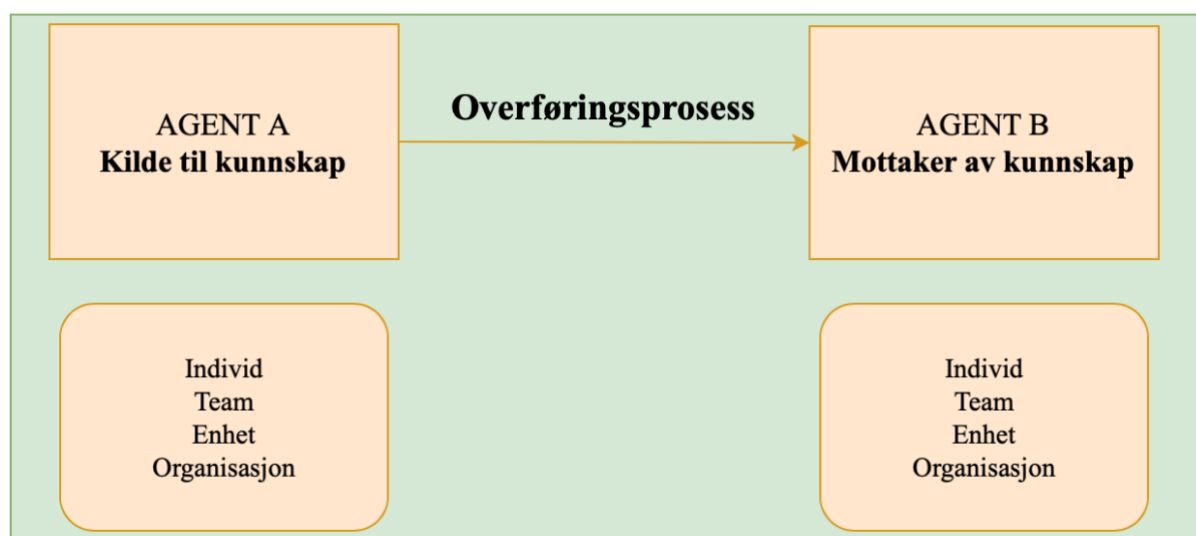 AGENT A
Kilde til kunnskap
Overføringsprosess
AGENT B
Mottaker av kunnskap
Individ
Team
Enhet
Organisasjon
Individ
Team
Enhet
Organisasjon